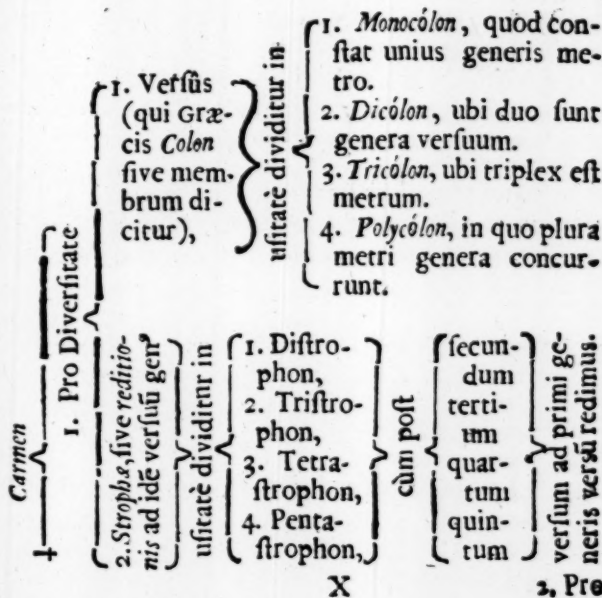 Carmen
1. Pro Diversitate
1. Versûs
(qui Græ-
cis Colon
sive mem-
brum di-
citur),
usitatè dividitur in
1. Monocólon, quod con-
stat unius generis me-
tro.
2. Dicólon, ubi duo sunt
genera versuum.
3. Tricólon, ubi triplex est
metrum.
4. Polycólon, in quo plura
metri genera concur-
runt.
2. Strophæ, sive reditio-
nis ad idē versuū gen⁹
usitatè dividitur in
1. Distro-
phon,
2. Tristro-
phon,
3. Tetra-
strophon,
4. Penta-
strophon,
cùm post
secun-
dum
terti-
um
quar-
tum
quin-
tum
versum ad primi ge-
neris versū redimus.
X
2. Pro